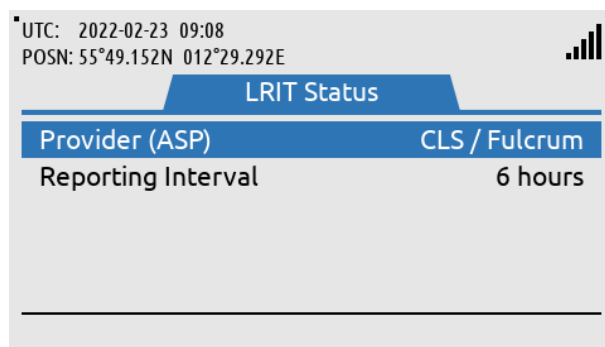 UTC: 2022-02-23 09:08
POSN: 55°49.152N 012°29.292E
LRIT Status
Provider (ASP) CLS / Fulcrum
Reporting Interval 6 hours